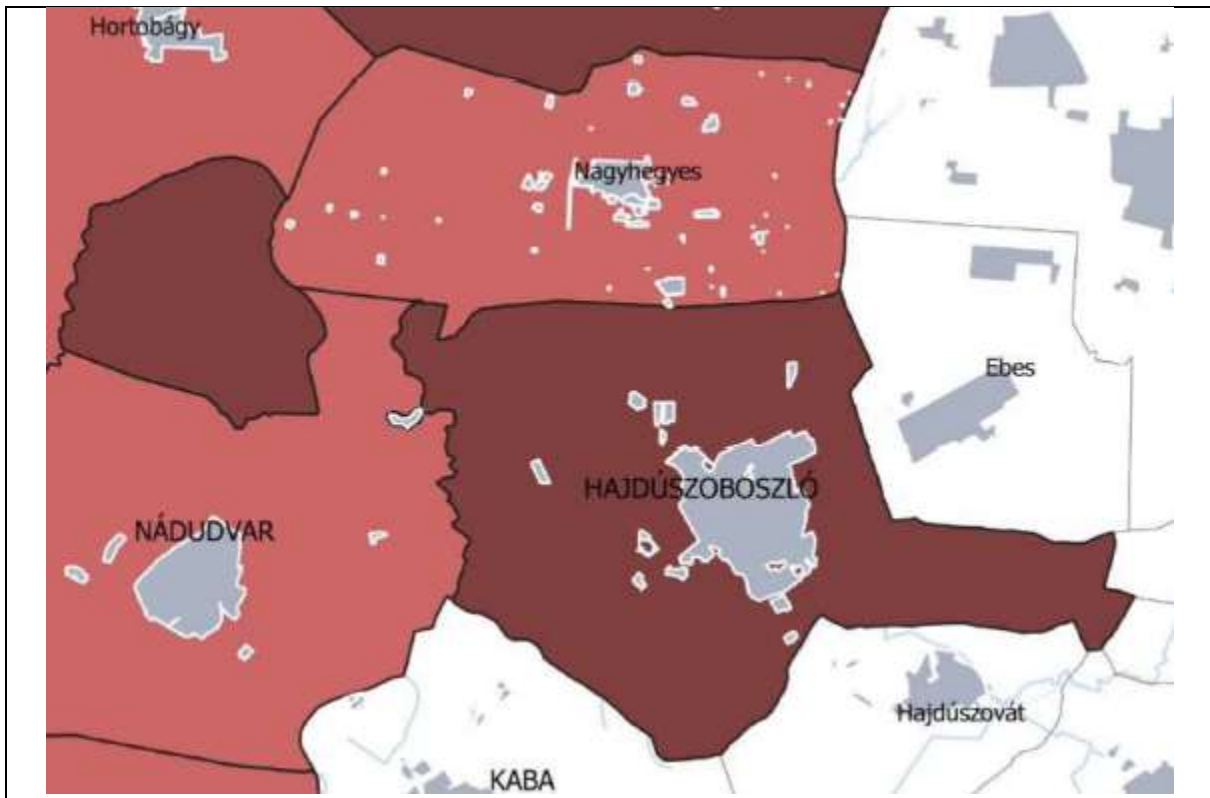 Hortobágy
Nagyhegyes
Ebes
HAJDÚSZOBOSZLÓ
NÁDUDVAR
Hajdúszovát
KABA